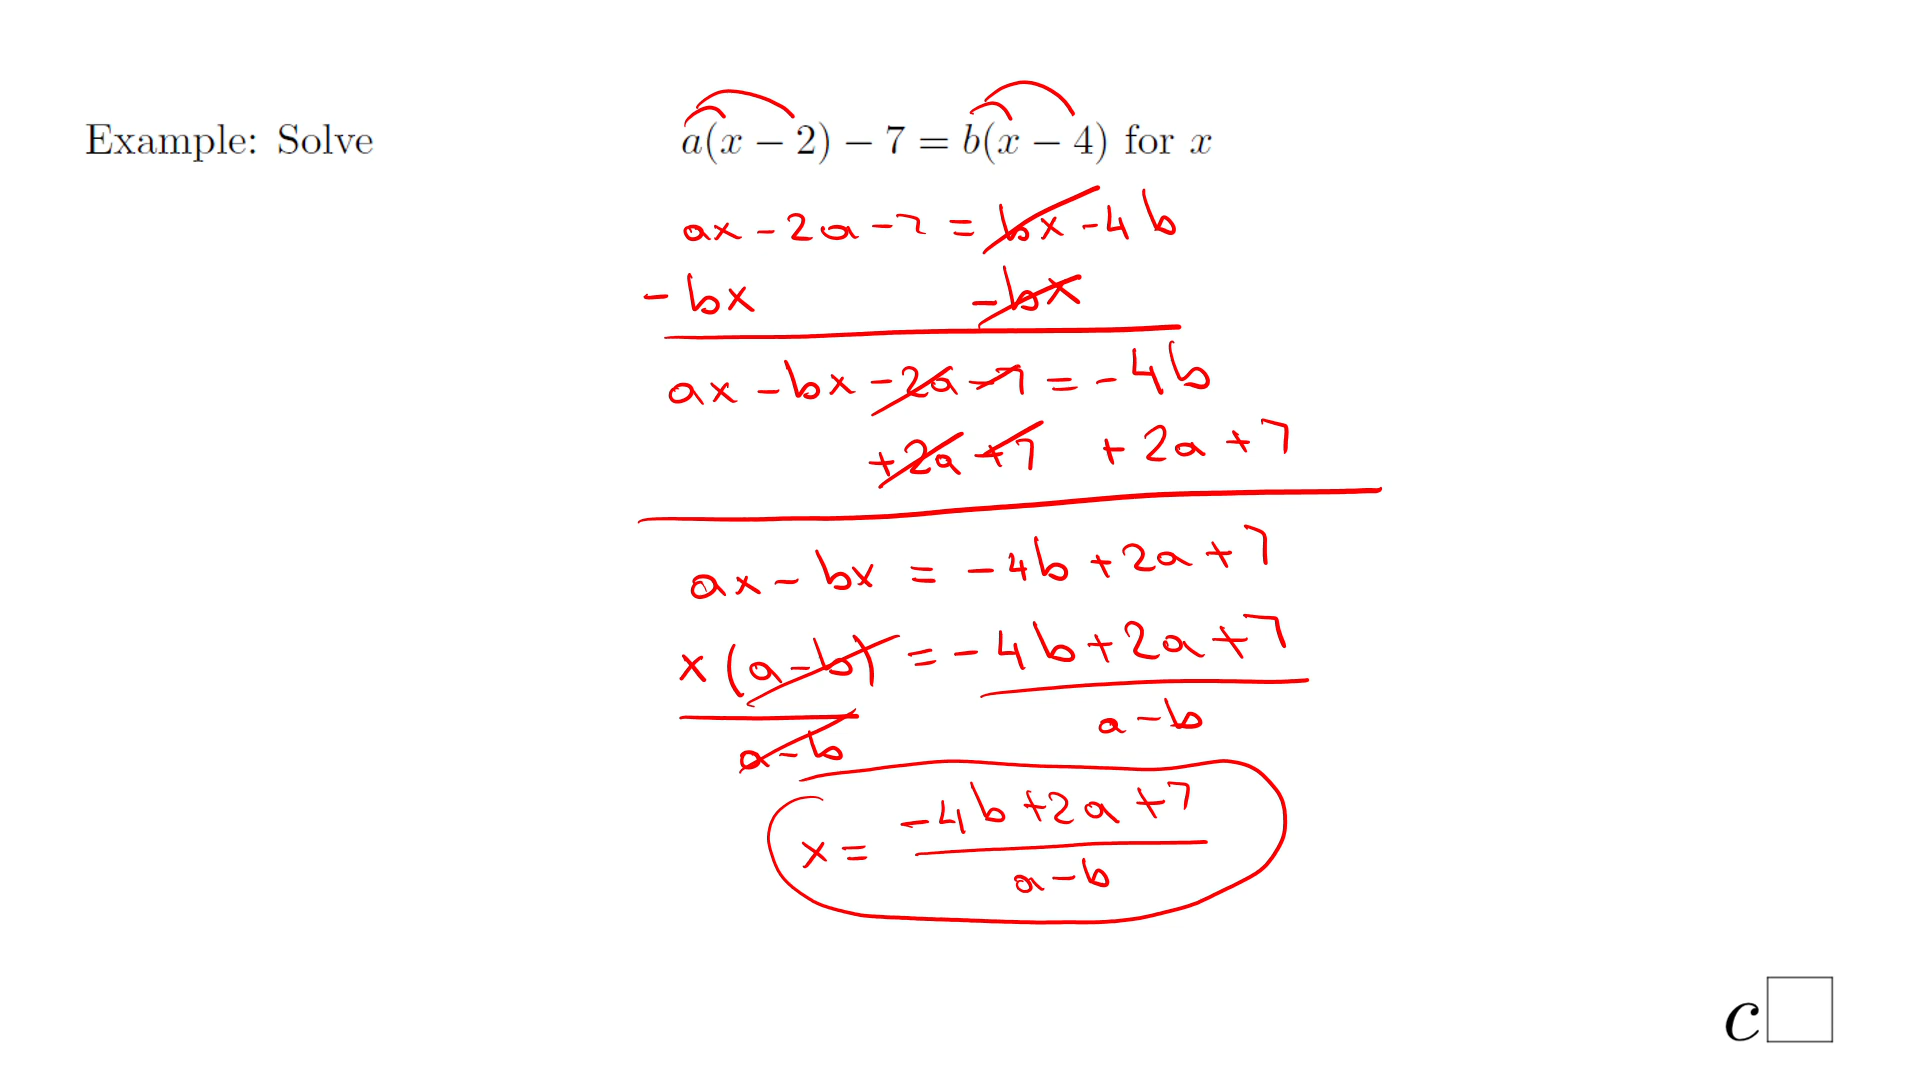 Example: Solve a(x − 2) − 7 = b(x − 4) for x
ax - 2a - 7 = bx - 4b
- bx - bx
ax - bx - 2a - 7 = - 4b
+ 2a + 7 + 2a + 7
ax - bx = - 4b + 2a + 7
x (a - b) = - 4b + 2a + 7
a - b a - b
x = - 4b + 2a + 7
a - b
c